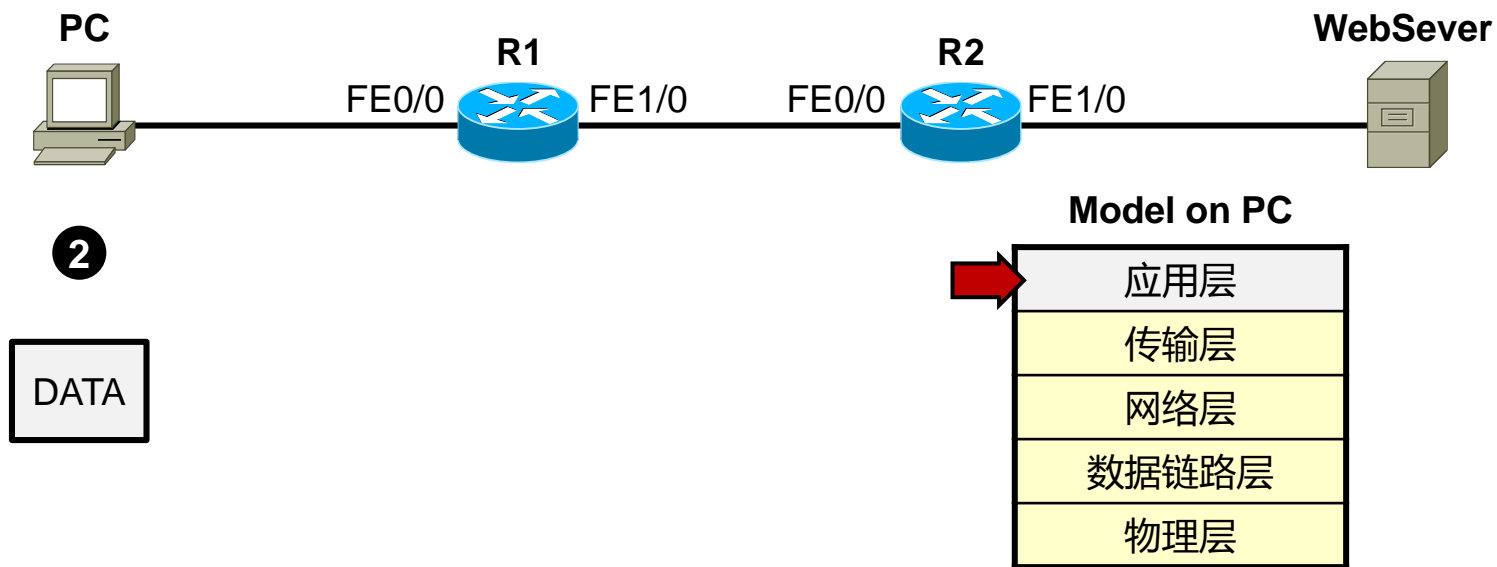 PC
R1
R2
WebSever
FE0/0
FE1/0
FE0/0
FE1/0
2
DATA
Model on PC
应用层
传输层
网络层
数据链路层
物理层